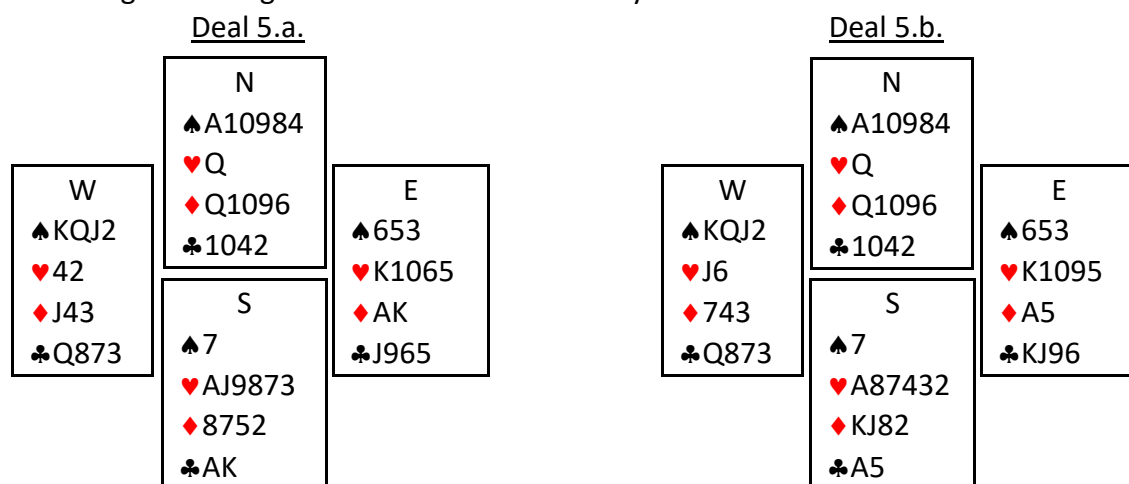 Deal 5.a.
N
♠A10984
♥Q
♦Q1096
♣1042
W
♠KQJ2
♥42
♦J43
♣Q873
E
♠653
♥K1065
♦AK
♣J965
S
♠7
♥AJ9873
♦8752
♣AK
Deal 5.b.
N
♠A10984
♥Q
♦Q1096
♣1042
W
♠KQJ2
♥J6
♦743
♣Q873
E
♠653
♥K1095
♦A5
♣KJ96
S
♠7
♥A87432
♦KJ82
♣A5